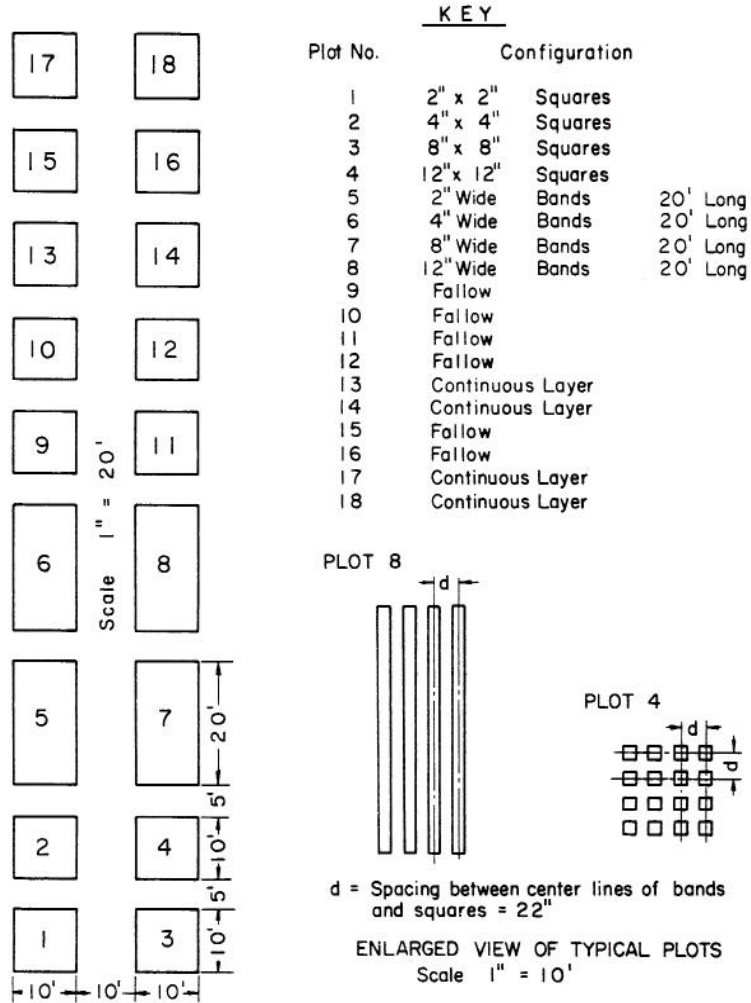 KEY
Plot No. Configuration
1 2" x 2" Squares
2 4" x 4" Squares
3 8" x 8" Squares
4 12" x 12" Squares
5 2" Wide Bands 20' Long
6 4" Wide Bands 20' Long
7 8" Wide Bands 20' Long
8 12" Wide Bands 20' Long
9 Fallow
10 Fallow
11 Fallow
12 Fallow
13 Continuous Layer
14 Continuous Layer
15 Fallow
16 Fallow
17 Continuous Layer
18 Continuous Layer
17 18
15 16
13 14
10 12
9 11
Scale 1" = 20'
6 8
5 7
20'
5'
2 4
10'
5'
1 3
10'
10' 10' 10'
PLOT 8
d
PLOT 4
d
d
d = Spacing between center lines of bands
and squares = 22"
ENLARGED VIEW OF TYPICAL PLOTS
Scale 1" = 10'